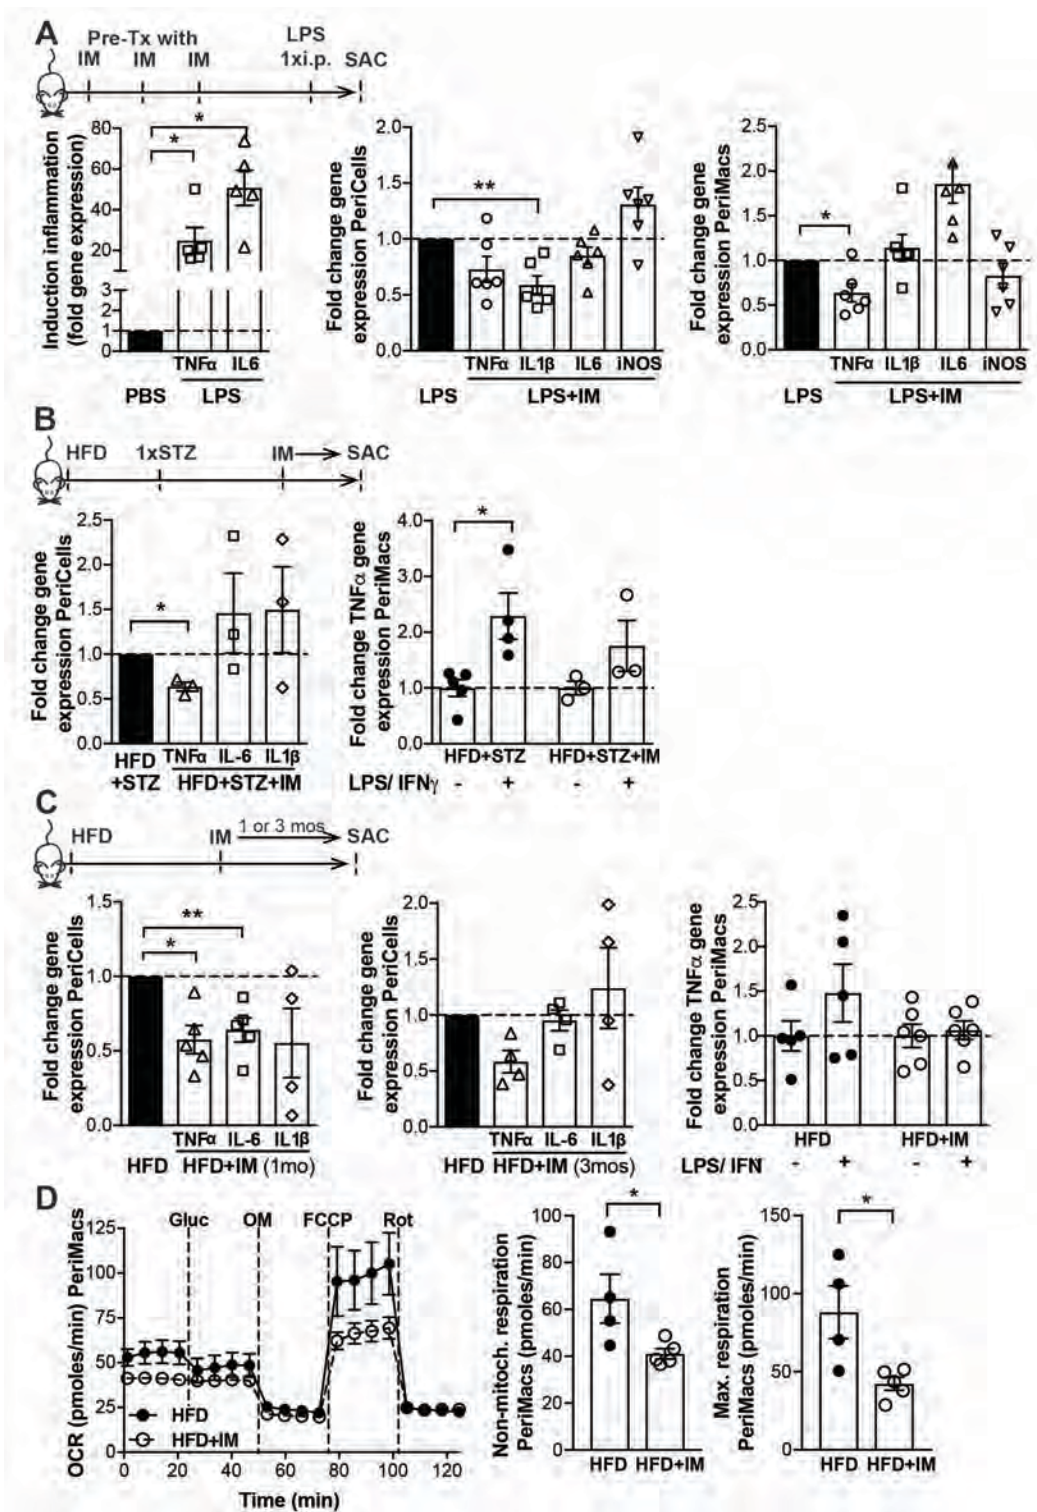 A
Pre-Tx with
IM IM IM
LPS
1xi.p. SAC
Induction inflammation
(fold gene expression)
80
60
40
20
3
2
1
0
TNFα IL6
PBS LPS
Fold change gene
expression PeriCells
2.0
1.5
1.0
0.5
0.0
**
TNFα IL1β IL6 iNOS
LPS LPS+IM
Fold change gene
expression PeriMacs
2.5
2.0
1.5
1.0
0.5
0.0
*
TNFα IL1β IL6 iNOS
LPS LPS+IM
B
HFD 1xSTZ IM SAC
Fold change gene
expression PeriCells
2.5
2.0
1.5
1.0
0.5
0.0
*
HFD
+STZ
TNFα IL-6 IL1β
HFD+STZ+IM
Fold change TNFα gene
expression PeriMacs
4.0
3.0
2.0
1.0
0.0
*
HFD+STZ HFD+STZ+IM
LPS/ IFNγ - + - +
C
HFD IM 1 or 3 mos SAC
Fold change gene
expression PeriCells
1.5
1.0
0.5
0.0
**
*
TNFα IL-6 IL1β
HFD HFD+IM (1mo)
Fold change gene
expression PeriCells
2.0
1.5
1.0
0.5
0.0
TNFα IL-6 IL1β
HFD HFD+IM (3mos)
Fold change TNFα gene
expression PeriMacs
2.5
2.0
1.5
1.0
0.5
0.0
HFD HFD+IM
LPS/ IFN - + - +
D
OCR (pmoles/min) PeriMacs
125
100
75
50
25
0
Gluc OM FCCP Rot
HFD
HFD+IM
0 20 40 60 80 100 120
Time (min)
Non-mitoch. respiration
PeriMacs (pmoles/min)
100
80
60
40
20
0
*
HFD HFD+IM
Max. respiration
PeriMacs (pmoles/min)
150
100
50
0
*
HFD HFD+IM